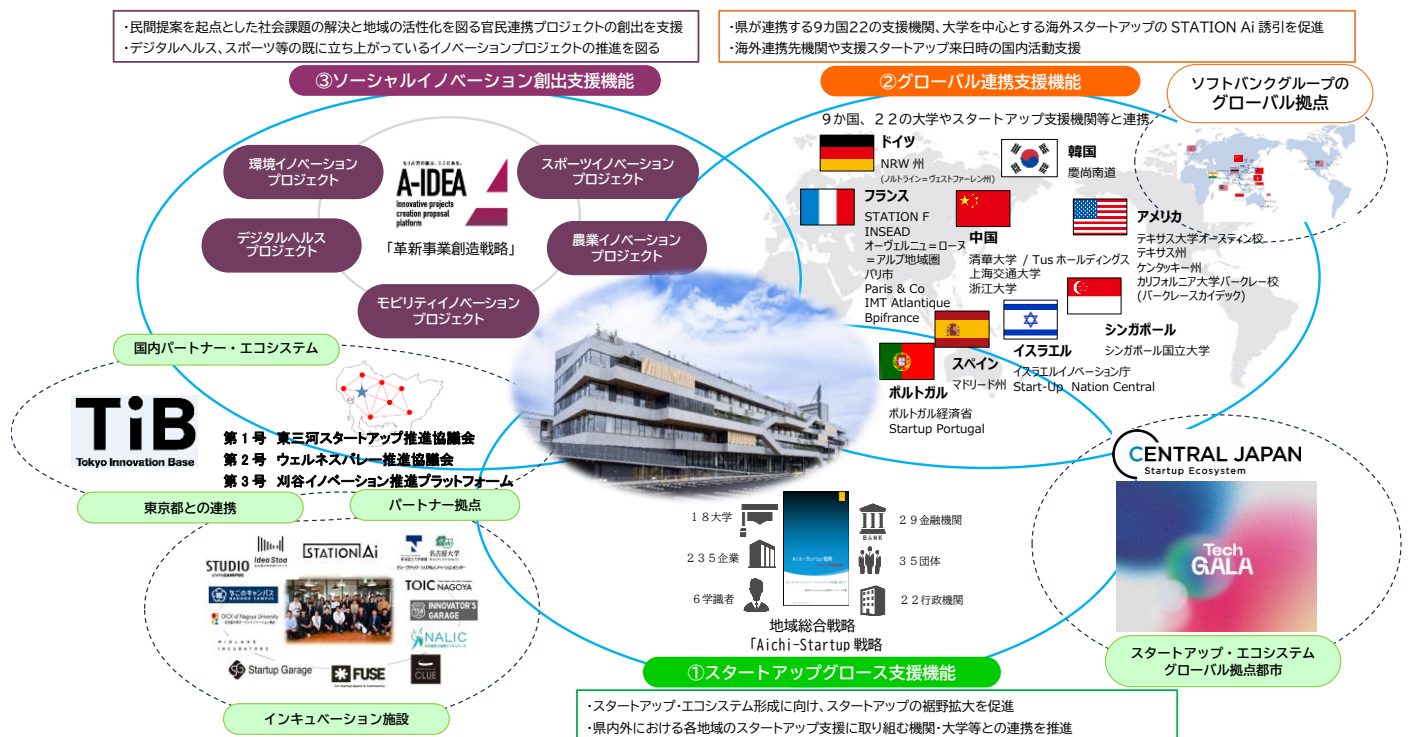 ・民間提案を起点とした社会課題の解決と地域の活性化を図る官民連携プロジェクトの創出を支援
・デジタルヘルス、スポーツ等の既に立ち上がっているイノベーションプロジェクトの推進を図る
③ソーシャルイノベーション創出支援機能
・県が連携する9カ国22の支援機関、大学を中心とする海外スタートアップの STATION Ai 誘引を促進
・海外連携先機関や支援スタートアップ来日時の国内活動支援
②グローバル連携支援機能
ソフトバンクグループの
グローバル拠点
9か国、22の大学やスタートアップ支援機関等と連携
環境イノベーション
プロジェクト
スポーツイノベーション
プロジェクト
デジタルヘルス
プロジェクト
農業イノベーション
プロジェクト
モビリティイノベーション
プロジェクト
A-IDEA
Innovative projects
creation proposal
platform
「革新事業創造戦略」
ドイツ
NRW 州
(ノルトライン=ヴェストファーレン州)
韓国
慶尚南道
フランス
STATION F
INSEAD
オーヴェルニュ=ローヌ
=アルプ地域圏
パリ市
Paris & Co
IMT Atlantique
Bpifrance
中国
清華大学 / Tus ホールディングス
上海交通大学
浙江大学
アメリカ
テキサス大学オースティン校
テキサス州
ケンタッキー州
カリフォルニア大学バークレー校
(バークレースカイデック)
シンガポール
シンガポール国立大学
イスラエル
イスラエルイノベーション庁
Start-Up Nation Central
スペイン
マドリード州
ポルトガル
ポルトガル経済省
Startup Portugal
国内パートナー・エコシステム
TiB
Tokyo Innovation Base
第1号 東三河スタートアップ推進協議会
第2号 ウェルネスバレー推進協議会
第3号 刈谷イノベーション推進プラットフォーム
東京都との連携
パートナー拠点
STUDIO
Idea Stoa
STATION Ai
名古屋大学
なごのキャンパス
NAGONO CAMPUS
TOIC NAGOYA
OICX of Nagoya University
INNOVATOR'S
GARAGE
MIDLAND
INCUBATORS
NALIC
Startup Garage
FUSE
CLUE
インキュベーション施設
18大学
235企業
6学識者
29金融機関
BANK
35団体
22行政機関
地域総合戦略
「Aichi-Startup 戦略
①スタートアップグロース支援機能
・スタートアップ・エコシステム形成に向け、スタートアップの裾野拡大を促進
・県内外における各地域のスタートアップ支援に取り組む機関・大学等との連携を推進
CENTRAL JAPAN
Startup Ecosystem
Tech
GALA
スタートアップ・エコシステム
グローバル拠点都市